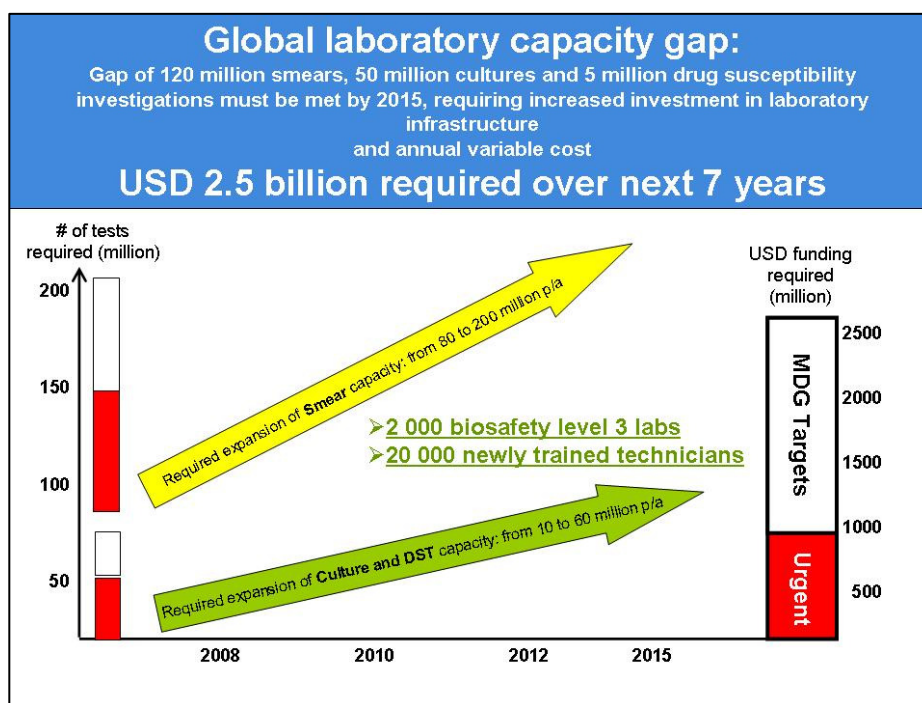 Global laboratory capacity gap:
Gap of 120 million smears, 50 million cultures and 5 million drug susceptibility
investigations must be met by 2015, requiring increased investment in laboratory
infrastructure
and annual variable cost
USD 2.5 billion required over next 7 years
# of tests
required (million)
200
150
100
50
Required expansion of Smear capacity: from 80 to 200 million p/a
➢2 000 biosafety level 3 labs
➢20 000 newly trained technicians
Required expansion of Culture and DST capacity: from 10 to 60 million p/a
2008
2010
2012
2015
USD funding
required
(million)
2500
2000
1500
1000
500
MDG Targets
Urgent